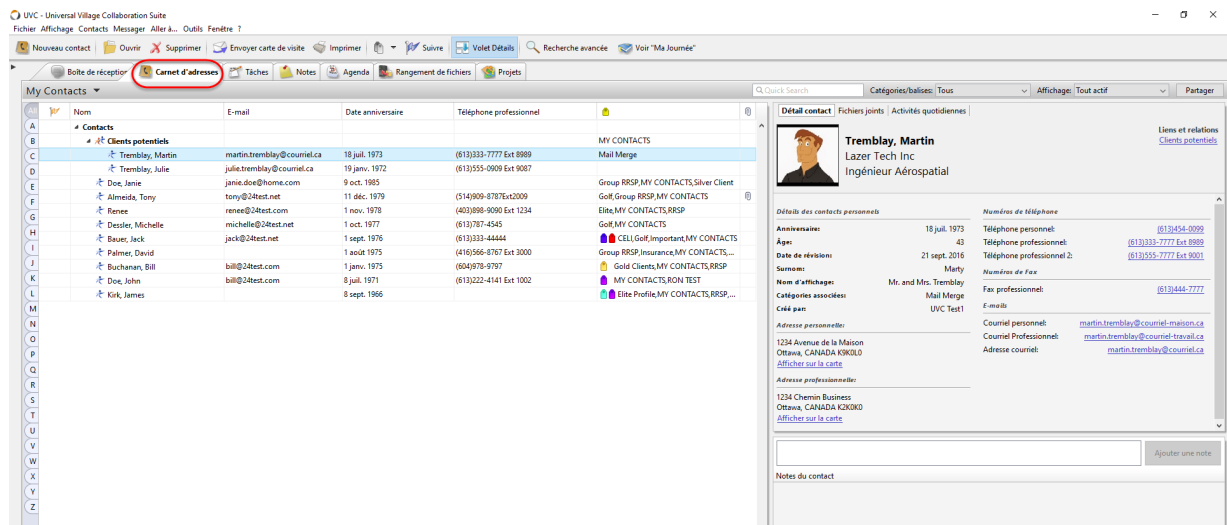 UVC - Universal Village Collaboration Suite
Fichier Affichage Contacts Messager Aller à... Outils Fenêtre ?
Nouveau contact Ouvrir Supprimer Envoyer carte de visite Imprimer Suivre Volet Détails Recherche avancée Voir "Ma Journée"
Boîte de réception Carnet d'adresses Tâches Notes Agenda Rangement de fichiers Projets
My Contacts Quick Search Catégories/balises: Tous Affichage: Tout actif Partager
All Nom E-mail Date anniversaire Téléphone professionnel
A Contacts
B Clients potentiels MY CONTACTS
C Tremblay, Martin martin.tremblay@courriel.ca 18 juil. 1973 (613)333-7777 Ext 8989 Mail Merge
D Tremblay, Julie julie.tremblay@courriel.ca 19 janv. 1972 (613)555-0909 Ext 9087
E Doe, Janie janie.doe@home.com 9 oct. 1985 Group RRSP,MY CONTACTS,Silver Client
F Almeida, Tony tony@24test.net 11 déc. 1979 (514)909-8787Ext2009 Golf,Group RRSP,MY CONTACTS
G Renee renee@24test.com 1 nov. 1978 (403)898-9090 Ext 1234 Elite,MY CONTACTS,RRSP
H Dessler, Michelle michelle@24test.net 1 oct. 1977 (613)787-4545 Golf,MY CONTACTS
I Bauer, Jack jack@24test.net 1 sept. 1976 (613)333-44444 CELI,Golf,Important,MY CONTACTS
J Palmer, David 1 août 1975 (416)566-8767 Ext 3000 Group RRSP,Insurance,MY CONTACTS,...
K Buchanan, Bill bill@24test.com 1 janv. 1975 (604)978-9797 Gold Clients,MY CONTACTS,RRSP
L Doe, John bill@24test.com 8 juil. 1971 (613)222-4141 Ext 1002 MY CONTACTS,RON TEST
M Kirk, James 8 sept. 1966 Elite Profile,MY CONTACTS,RRSP,...
N
O
P
Q
R
S
T
U
V
W
X
Y
Z
Détail contact Fichiers joints Activités quotidiennes
Liens et relations
Clients potentiels
Tremblay, Martin
Lazer Tech Inc
Ingénieur Aérospatial
Détails des contacts personnels
Anniversaire: 18 juil. 1973
Âge: 43
Date de révision: 21 sept. 2016
Surnom: Marty
Nom d'affichage: Mr. and Mrs. Tremblay
Catégories associées: Mail Merge
Créé par: UVC Test1
Adresse personnelle:
1234 Avenue de la Maison
Ottawa, CANADA K9K0L0
Afficher sur la carte
Adresse professionnelle:
1234 Chemin Business
Ottawa, CANADA K2K0K0
Afficher sur la carte
Numéros de téléphone
Téléphone personnel: (613)454-0099
Téléphone professionnel: (613)333-7777 Ext 8989
Téléphone professionnel 2: (613)555-7777 Ext 9001
Numéros de Fax
Fax professionnel: (613)444-7777
E-mails
Courriel personnel: martin.tremblay@courriel-maison.ca
Courriel Professionnel: martin.tremblay@courriel-travail.ca
Adresse courriel: martin.tremblay@courriel.ca
Ajouter une note
Notes du contact